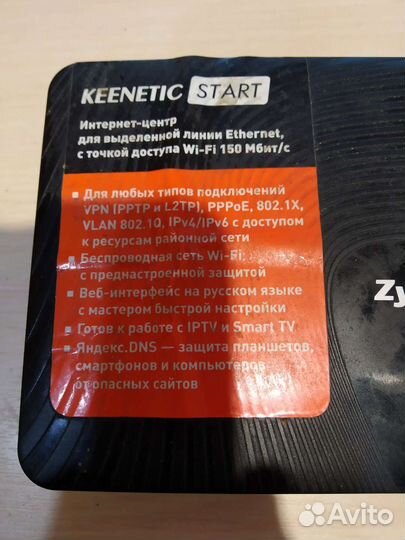 KEENETIC START
Интернет-центр
для выделенной линии Ethernet,
с точкой доступа Wi-Fi 150 Мбит/с
Для любых типов подключений
VPN (PPTP и L2TP), PPPoE, 802.1X,
VLAN 802.1Q, IPv4/IPv6 с доступом
к ресурсам районной сети
Беспроводная сеть Wi-Fi
с преднастроенной защитой
Веб-интерфейс на русском языке
с мастером быстрой настройки
Готов к работе с IPTV и Smart TV
Яндекс.DNS — защита планшетов,
смартфонов и компьютеров
от опасных сайтов
Zy
Avito